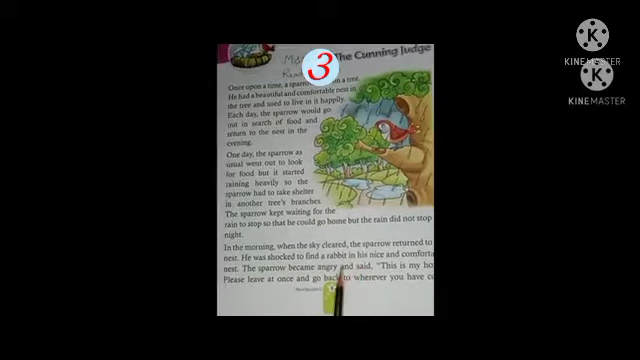 The Cunning Judge
3
Once upon a time, a sparrow in a tree.
He had a beautiful and comfortable nest in
the tree and used to live in it happily.
Each day, the sparrow would go
out in search of food and
return to the nest in the
evening.
One day, the sparrow as
usual went out to look
for food but it started
raining heavily so the
sparrow had to take shelter
in another tree's branches.
The sparrow kept waiting for the
rain to stop so that he could go home but the rain did not stop
night.
In the morning, when the sky cleared, the sparrow returned to
nest. He was shocked to find a rabbit in his nice and comforta
nest. The sparrow became angry and said, "This is my ho
Please leave at once and go back to wherever you have co
K
KINEMASTER
K
KINEMASTER